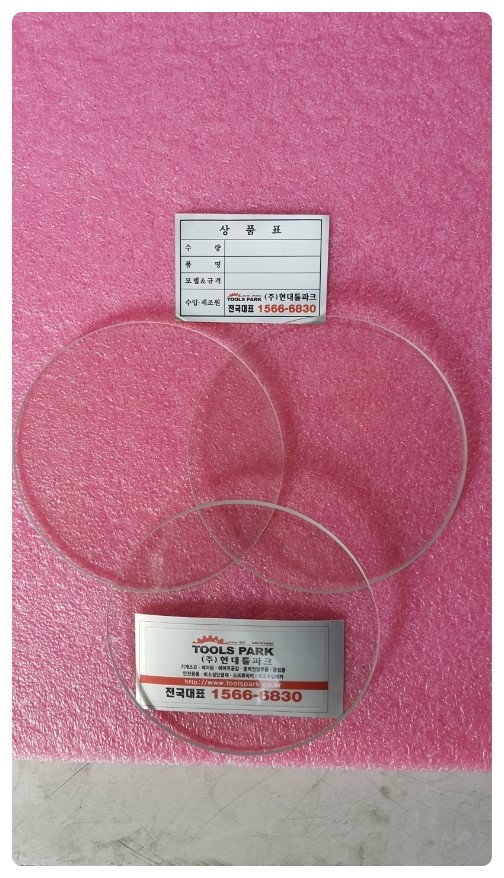 상 품 표
수 량
품 명
모델&규격
수입·제조원
TOOLS PARK (주)현대툴파크
전국대표 1566-6830
TOOLS PARK
(주)현대툴파크
http://www.toolspark.co.kr
전국대표 1566-6830